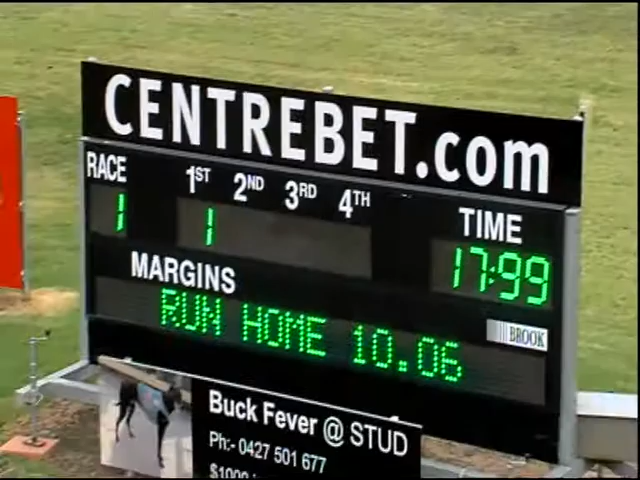 CENTREBET.com
RACE 1ST 2ND 3RD 4TH TIME
1 1 17:99
MARGINS
RUN HOME 10.06
BROOK
Buck Fever @ STUD
Ph:- 0427 501 677
$1000